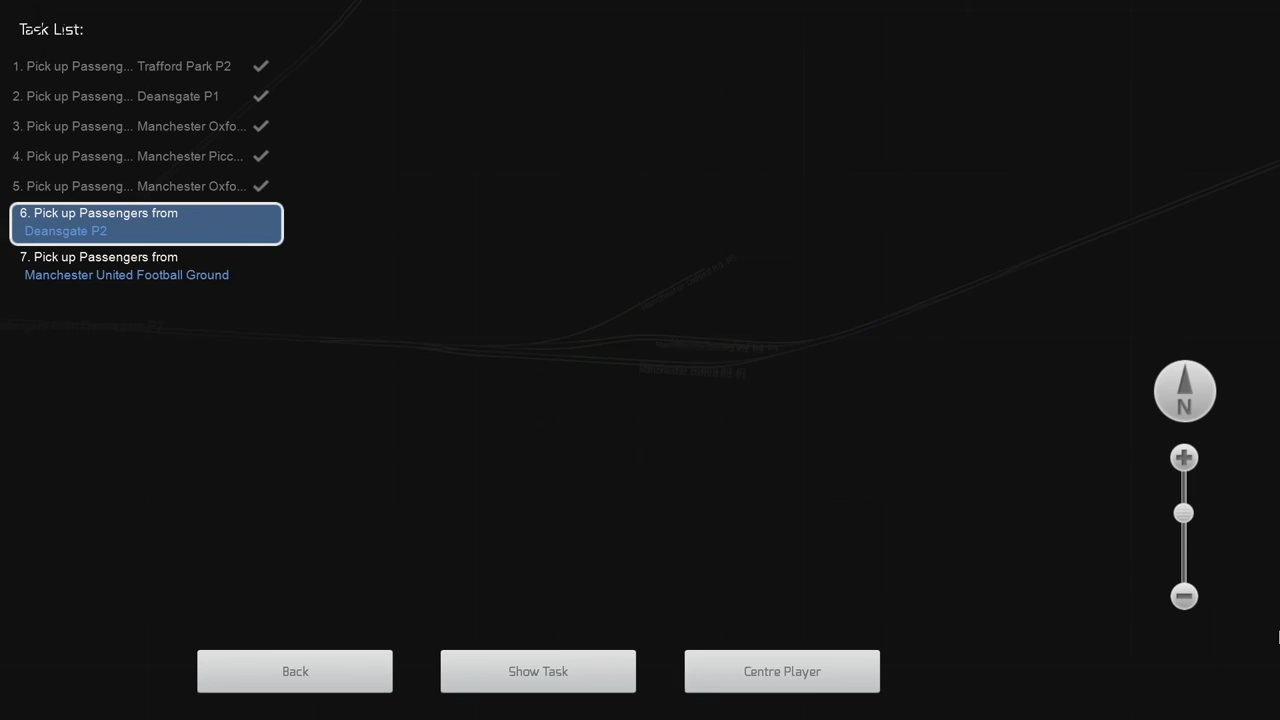 Task List:
1. Pick up Passeng... Trafford Park P2
2. Pick up Passeng... Deansgate P1
3. Pick up Passeng... Manchester Oxfo...
4. Pick up Passeng... Manchester Picc...
5. Pick up Passeng... Manchester Oxfo...
6. Pick up Passengers from
Deansgate P2
7. Pick up Passengers from
Manchester United Football Ground
N
Back
Show Task
Centre Player